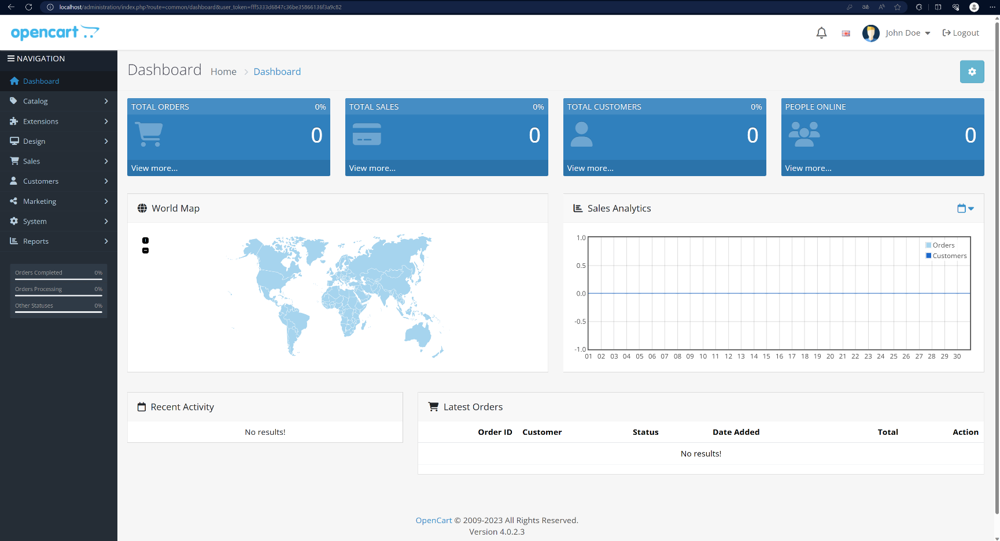 localhost/administration/index.php?route=common/dashboard&user_token=fff5333d6847c36be35866136f3a9c82
opencart
John Doe
Logout
NAVIGATION
Dashboard
Catalog
Extensions
Design
Sales
Customers
Marketing
System
Reports
Orders Completed 0%
Orders Processing 0%
Other Statuses 0%
Dashboard Home > Dashboard
TOTAL ORDERS 0%
0
View more...
TOTAL SALES 0%
0
View more...
TOTAL CUSTOMERS 0%
0
View more...
PEOPLE ONLINE
0
View more...
World Map
Sales Analytics
1.0
0.5
0.0
-0.5
-1.0
Orders
Customers
01 02 03 04 05 06 07 08 09 10 11 12 13 14 15 16 17 18 19 20 21 22 23 24 25 26 27 28 29 30
Recent Activity
No results!
Latest Orders
Order ID Customer Status Date Added Total Action
No results!
OpenCart © 2009-2023 All Rights Reserved.
Version 4.0.2.3